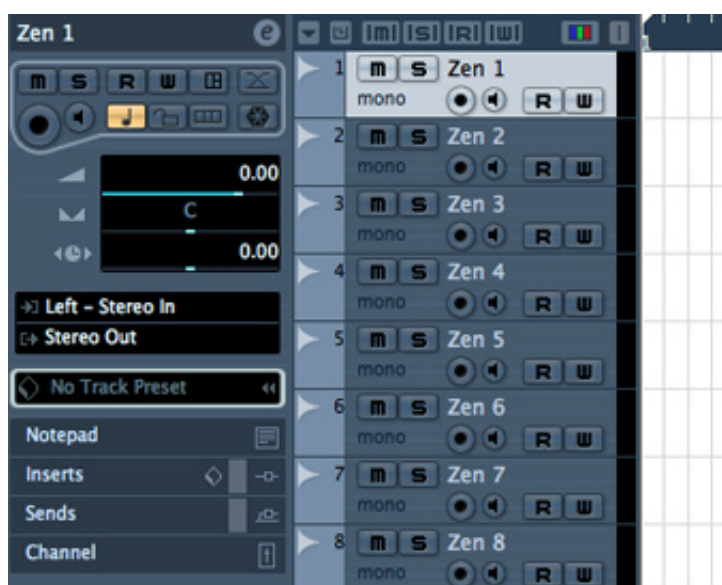 Zen 1
e
M S R W
0.00
C
0.00
Left – Stereo In
Stereo Out
No Track Preset
Notepad
Inserts
Sends
Channel
M S R W
1 M S Zen 1
mono R W
2 M S Zen 2
mono R W
3 M S Zen 3
mono R W
4 M S Zen 4
mono R W
5 M S Zen 5
mono R W
6 M S Zen 6
mono R W
7 M S Zen 7
mono R W
8 M S Zen 8
mono R W
1